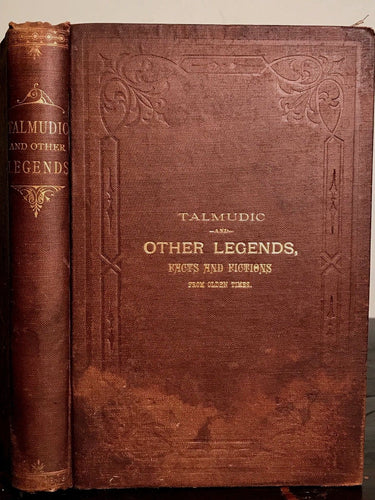 TALMUDIC
AND OTHER
LEGENDS
TALMUDIC
—AND—
OTHER LEGENDS,
FACTS AND FICTIONS
FROM OLDEN TIMES.